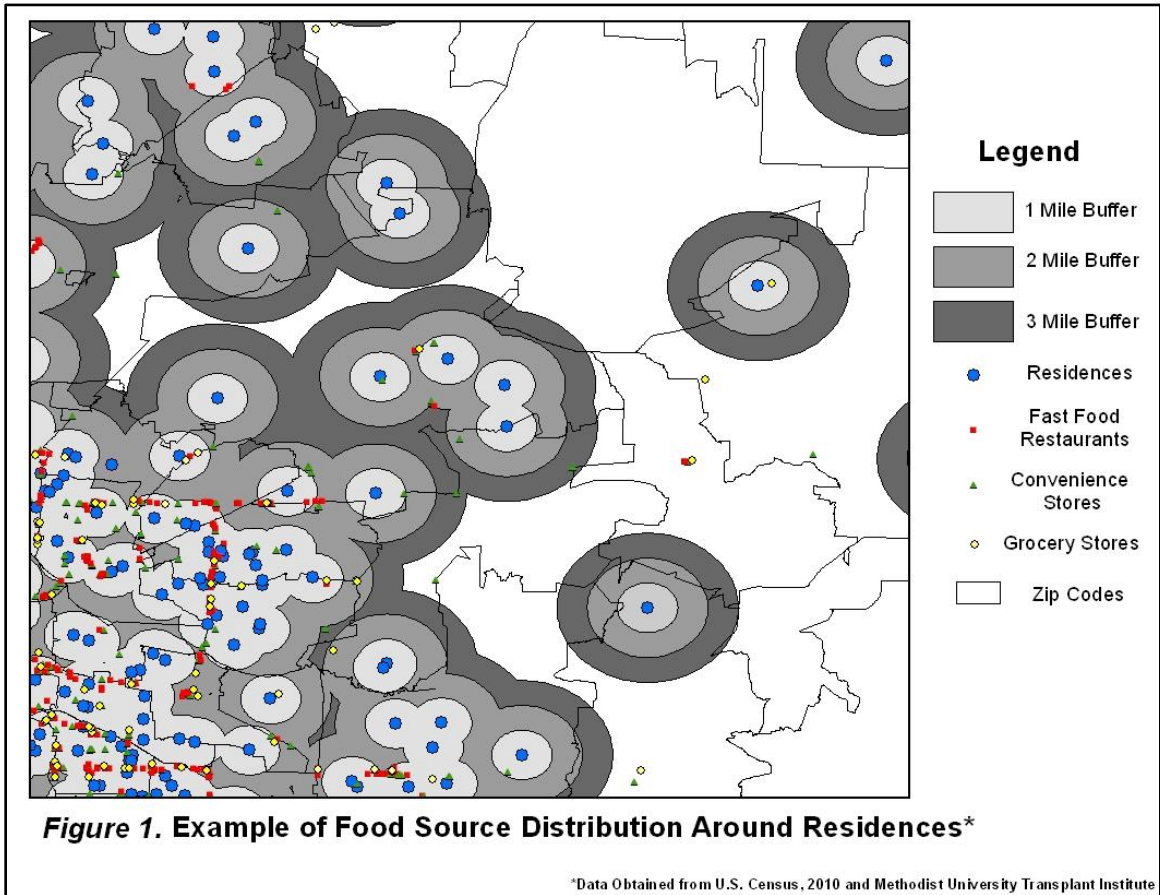 Legend
1 Mile Buffer
2 Mile Buffer
3 Mile Buffer
Residences
Fast Food
Restaurants
Convenience
Stores
Grocery Stores
Zip Codes
Figure 1. Example of Food Source Distribution Around Residences*
*Data Obtained from U.S. Census, 2010 and Methodist University Transplant Institute